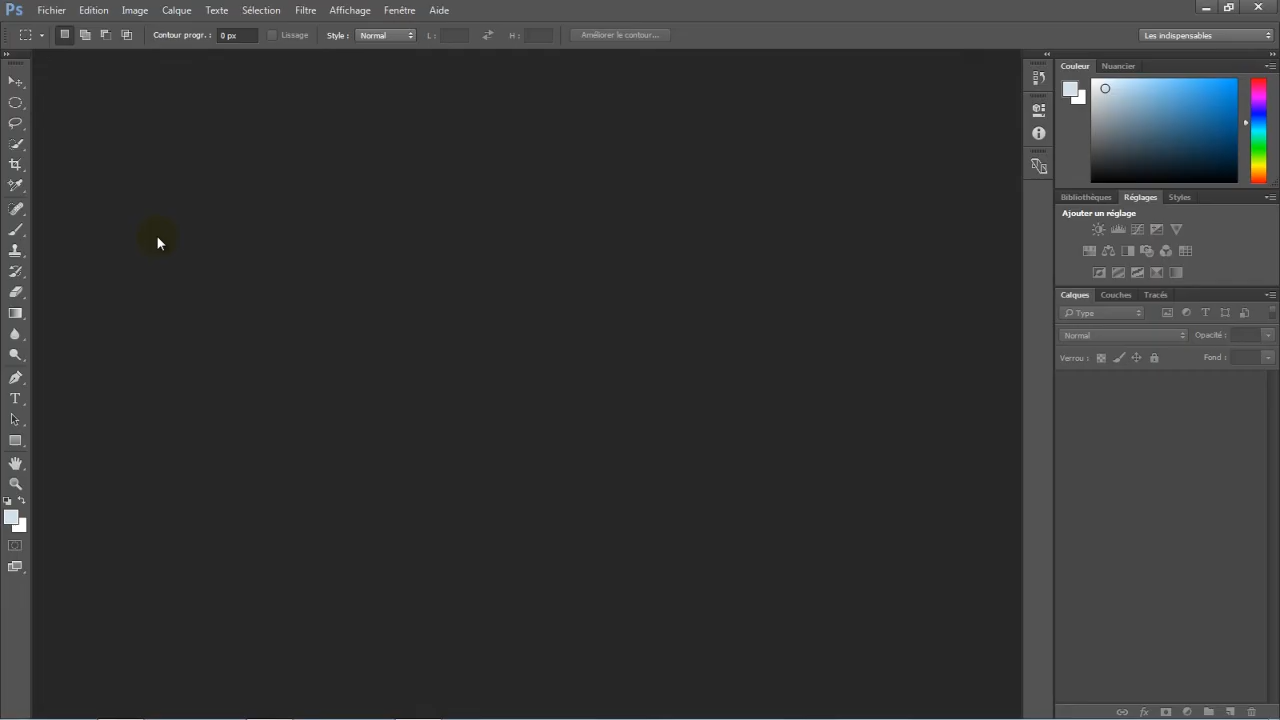 Ps Fichier Edition Image Calque Texte Sélection Filtre Affichage Fenêtre Aide
Contour progr. : 0 px Lissage Style : Normal L : H : Améliorer le contour... Les indispensables
Couleur Nuancier
Bibliothèques Réglages Styles
Ajouter un réglage
Calques Couches Tracés
Type
Normal Opacité :
Verrou : Fond :
T
fx